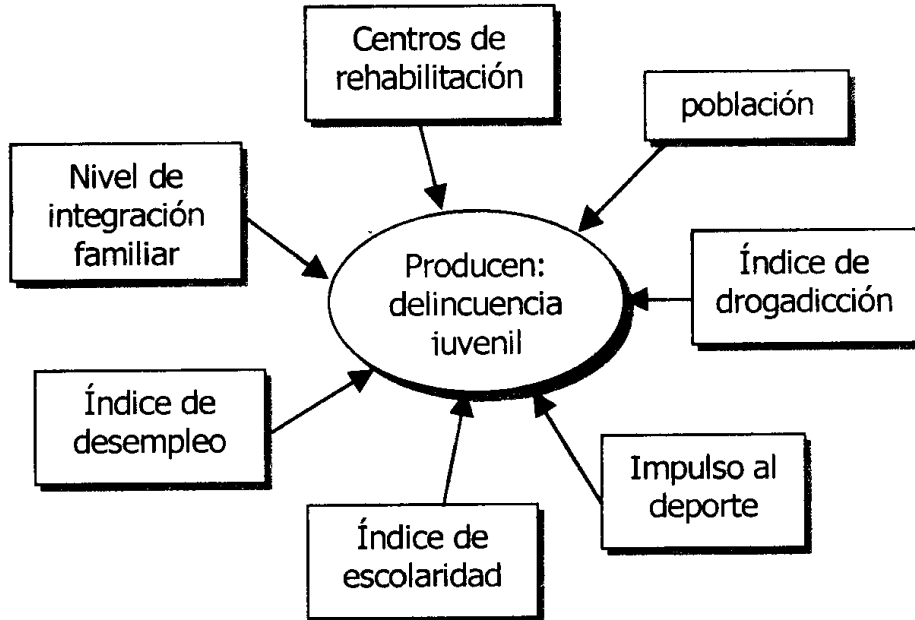 Centros de
rehabilitación
población
Nivel de
integración
familiar
Producen:
delincuencia
iuvenil
Índice de
drogadicción
Índice de
desempleo
Impulso al
deporte
Índice de
escolaridad